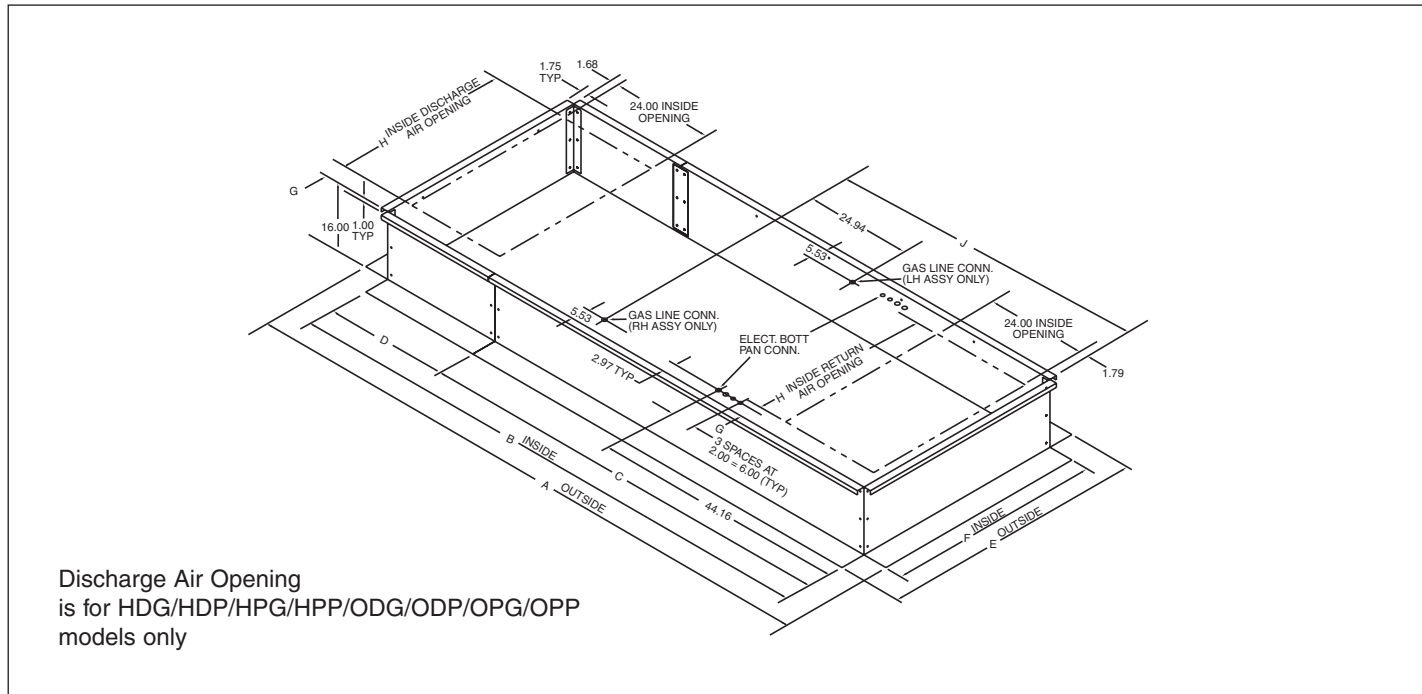 1.75
TYP
1.68
24.00 INSIDE
OPENING
H INSIDE DISCHARGE
AIR OPENING
G
16.00
1.00
TYP
24.94
J
5.53*
GAS LINE CONN.
(LH ASSY ONLY)
5.53
GAS LINE CONN.
(RH ASSY ONLY)
24.00 INSIDE
OPENING
ELECT. BOTT
PAN CONN.
1.79
D
2.97 TYP
H INSIDE RETURN
AIR OPENING
G
3 SPACES AT
2.00 = 6.00 (TYP)
B INSIDE
C
A OUTSIDE
44.16
F INSIDE
E OUTSIDE
Discharge Air Opening
is for HDG/HDP/HPG/HPP/ODG/ODP/OPG/OPP
models only